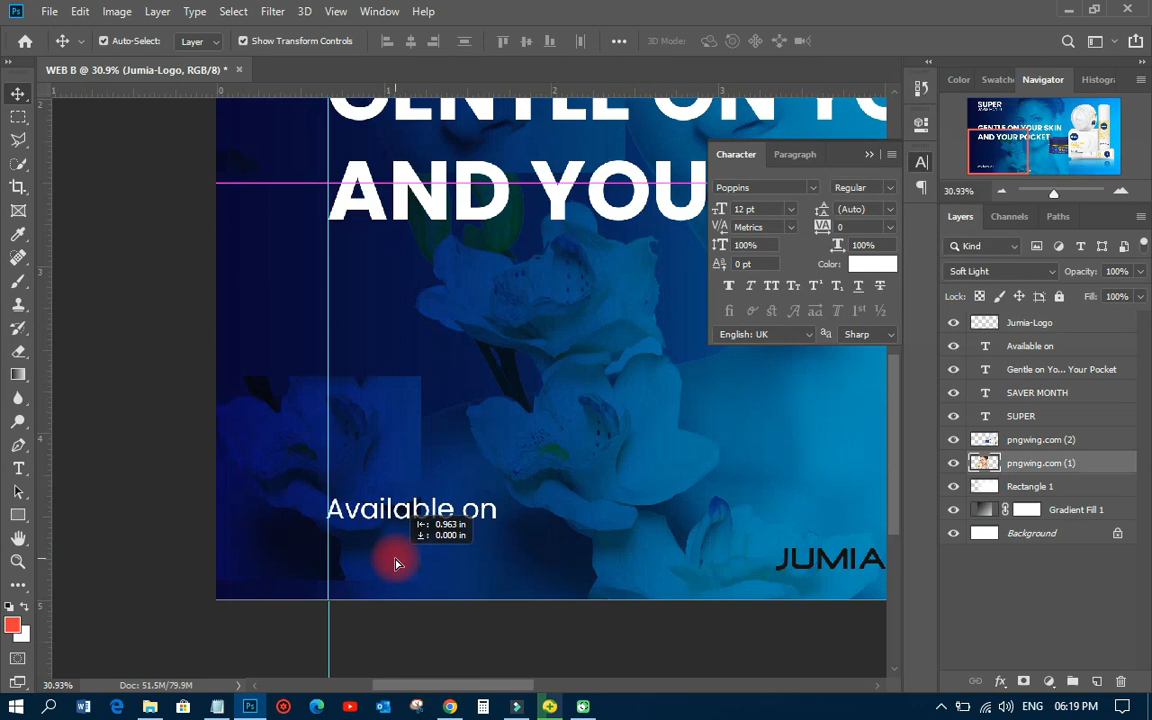 File Edit Image Layer Type Select Filter 3D View Window Help
Auto-Select: Layer Show Transform Controls 3D Mode:
WEB B @ 30.9% (Jumia-Logo, RGB/8) *
GENTLE ON YO
AND YOU
Available on
0.963 in
0.000 in
JUMIA
Character Paragraph
Poppins Regular
12 pt (Auto)
Metrics 0
100% 100%
0 pt Color:
English: UK Sharp
Color Swatche Navigator Histogra
SUPER
GENTLE ON YOUR SKIN
AND YOUR POCKET
30.93%
Layers Channels Paths
Kind
Soft Light Opacity: 100%
Lock: Fill: 100%
Jumia-Logo
Available on
Gentle on Yo... Your Pocket
SAVER MONTH
SUPER
pngwing.com (2)
pngwing.com (1)
Rectangle 1
Gradient Fill 1
Background
30.93% Doc: 51.5M/79.9M
ENG 06:19 PM